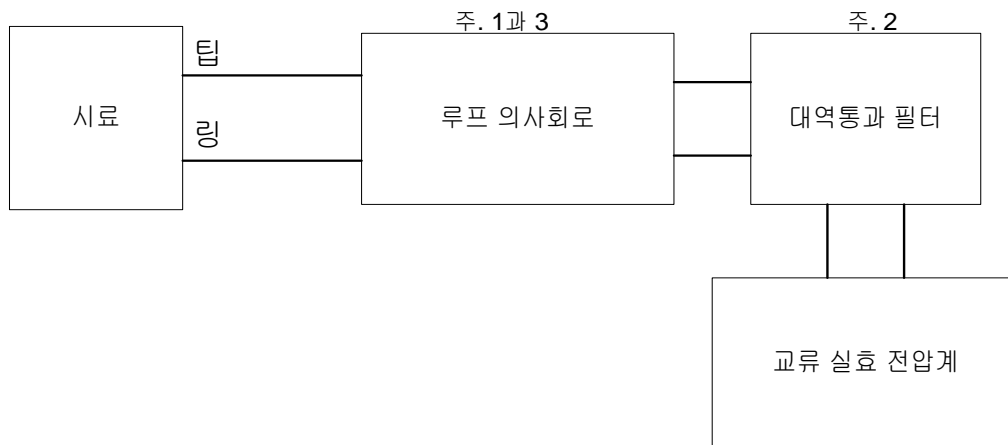 주. 1과 3
주. 2
팁
시료
루프 의사회로
대역통과 필터
링
교류 실효 전압계